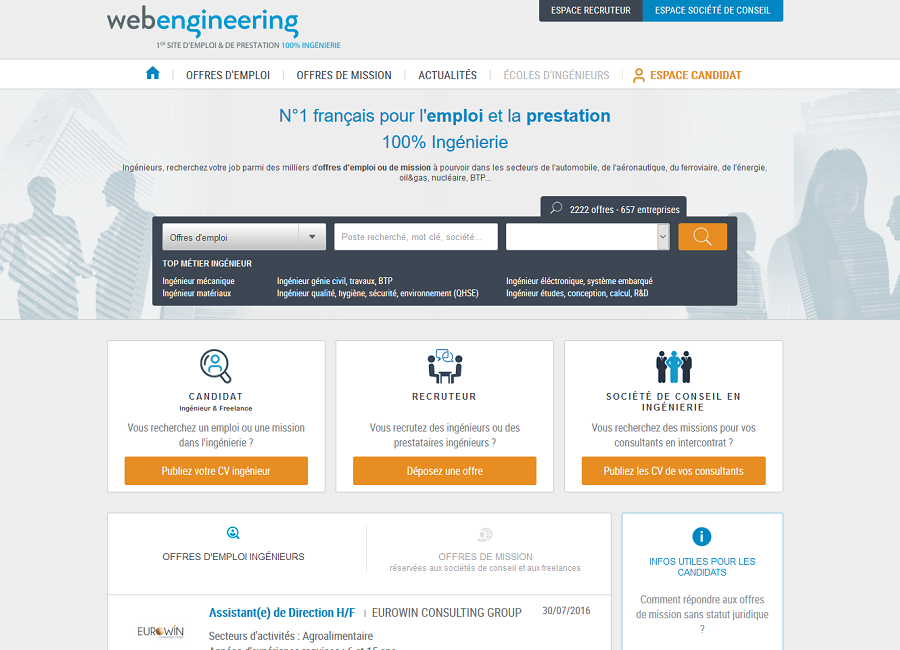 webengineering
1er SITE D'EMPLOI & DE PRESTATION 100% INGÉNIERIE
ESPACE RECRUTEUR
ESPACE SOCIÉTÉ DE CONSEIL
OFFRES D'EMPLOI
OFFRES DE MISSION
ACTUALITÉS
ÉCOLES D'INGÉNIEURS
ESPACE CANDIDAT
N°1 français pour l'emploi et la prestation
100% Ingénierie
Ingénieurs, recherchez votre job parmi des milliers d'offres d'emploi ou de mission à pourvoir dans les secteurs de l'automobile, de l'aéronautique, du ferroviaire, de l'énergie,
oil&gas, nucléaire, BTP...
2222 offres - 657 entreprises
Offres d'emploi
Poste recherché, mot clé, société...
TOP MÉTIER INGÉNIEUR
Ingénieur mécanique
Ingénieur génie civil, travaux, BTP
Ingénieur éléctronique, système embarqué
Ingénieur matériaux
Ingénieur qualité, hygiène, sécurité, environnement (QHSE)
Ingénieur études, conception, calcul, R&D
CANDIDAT
Ingénieur & Freelance
Vous recherchez un emploi ou une mission
dans l'ingénierie ?
Publiez votre CV ingénieur
RECRUTEUR
Vous recrutez des ingénieurs ou des
prestataires ingénieurs ?
Déposez une offre
SOCIÉTÉ DE CONSEIL EN
INGÉNIERIE
Vous recherchez des missions pour vos
consultants en intercontrat ?
Publiez les CV de vos consultants
OFFRES D'EMPLOI INGÉNIEURS
OFFRES DE MISSION
réservées aux sociétés de conseil et aux freelances
INFOS UTILES POUR LES
CANDIDATS
Comment répondre aux offres
de mission sans statut juridique
?
EUROWIN
Assistant(e) de Direction H/F
EUROWIN CONSULTING GROUP
30/07/2016
Secteurs d'activités : Agroalimentaire
Années d'expérience requises : 6 et 15 ans